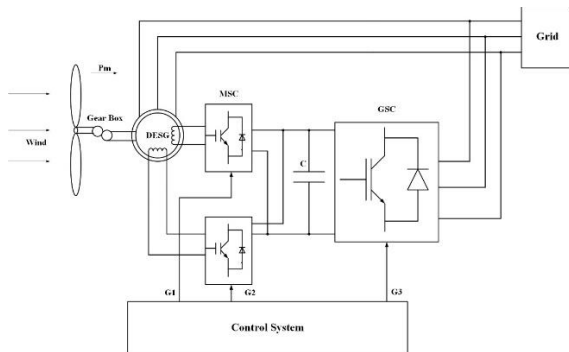 Grid
Pm
MSC
GSC
Gear Box
DESG
Wind
C
G1
G2
G3
Control System